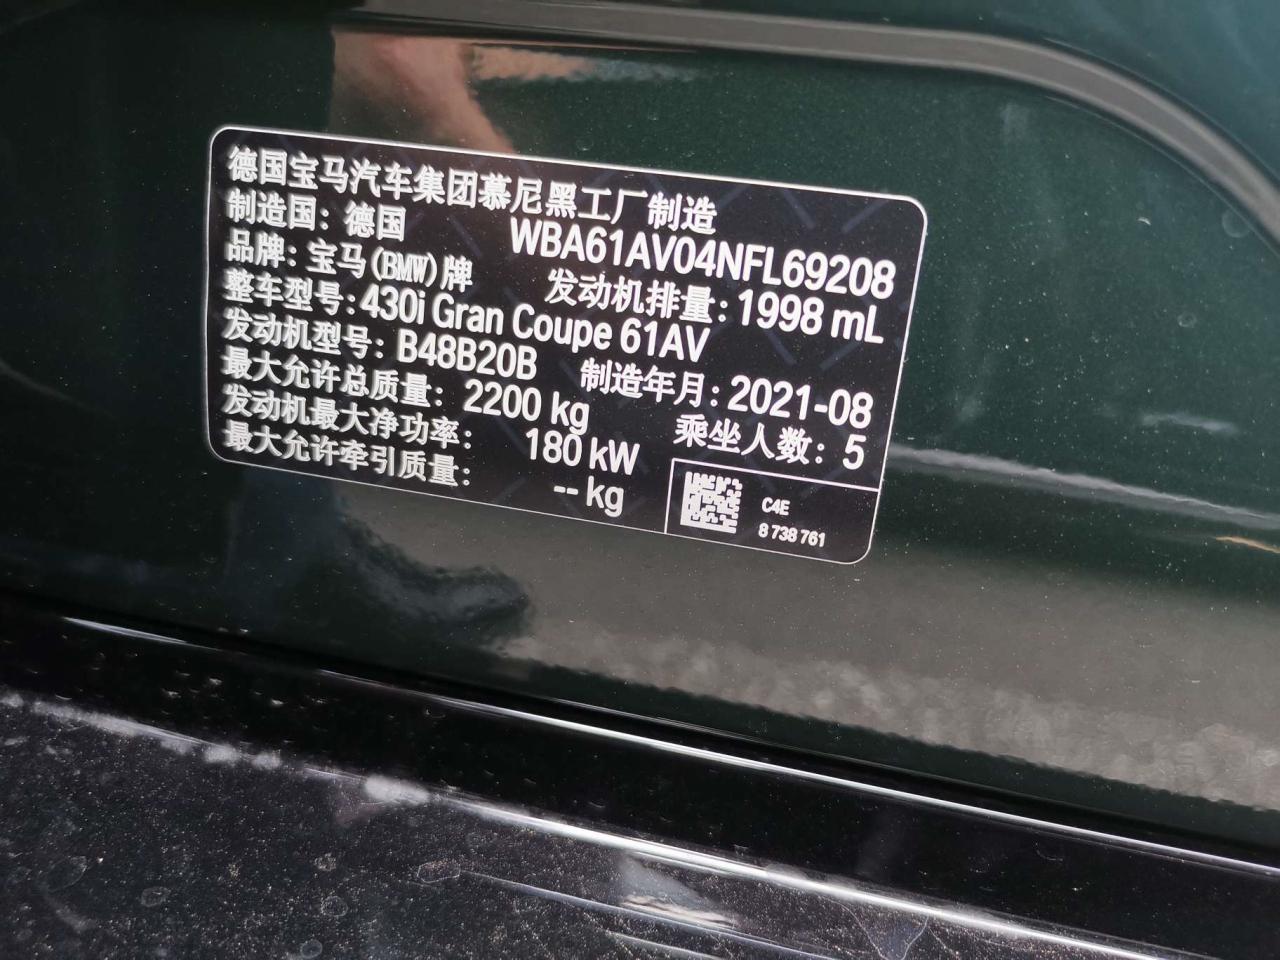 德国宝马汽车集团慕尼黑工厂制造
制造国：德国 WBA61AV04NFL69208
品牌：宝马(BMW)牌 发动机排量：1998 mL
整车型号：430i Gran Coupe 61AV
发动机型号：B48B20B 制造年月：2021-08
最大允许总质量：2200 kg 乘坐人数：5
发动机最大净功率：180 kW
最大允许牵引质量：-- kg
C4E
8 738 761